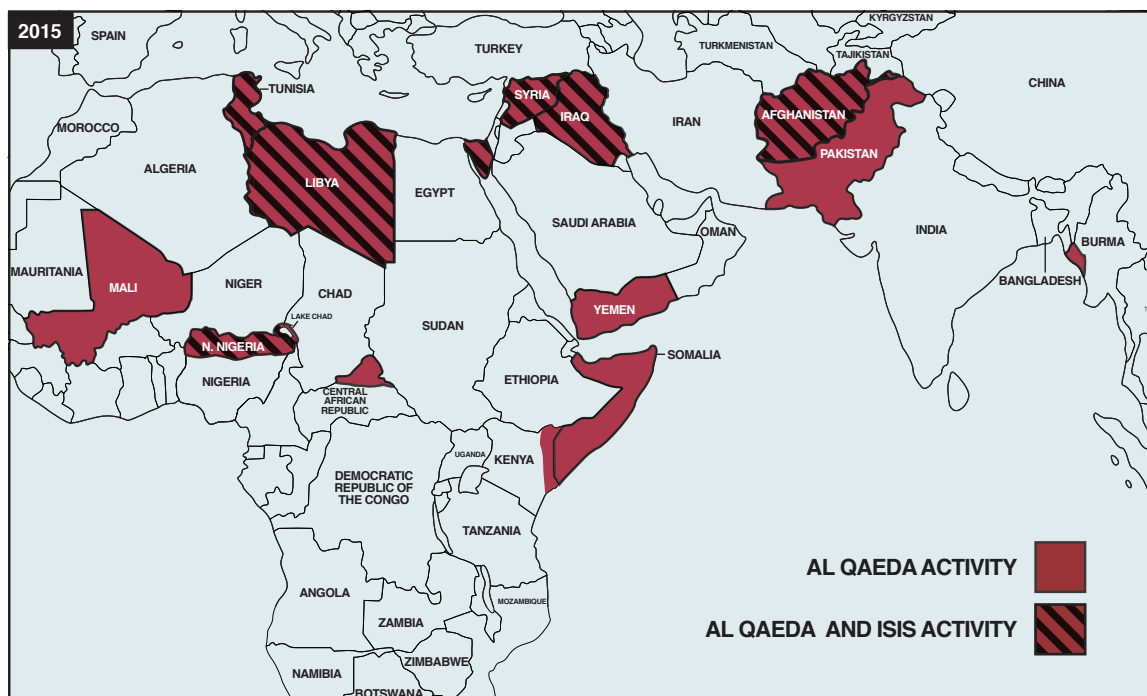 2015
SPAIN
TURKEY
TURKMENISTAN
KYRGYZSTAN
TAJIKISTAN
CHINA
TUNISIA
SYRIA
IRAQ
IRAN
AFGHANISTAN
PAKISTAN
MOROCCO
ALGERIA
LIBYA
EGYPT
SAUDI ARABIA
OMAN
INDIA
BURMA
BANGLADESH
MAURITANIA
MALI
NIGER
CHAD
LAKE CHAD
SUDAN
YEMEN
N. NIGERIA
NIGERIA
SOMALIA
ETHIOPIA
CENTRAL
AFRICAN
REPUBLIC
UGANDA
KENYA
DEMOCRATIC
REPUBLIC OF
THE CONGO
TANZANIA
ANGOLA
MOZAMBIQUE
ZAMBIA
ZIMBABWE
NAMIBIA
BOTSWANA
AL QAEDA ACTIVITY
AL QAEDA AND ISIS ACTIVITY